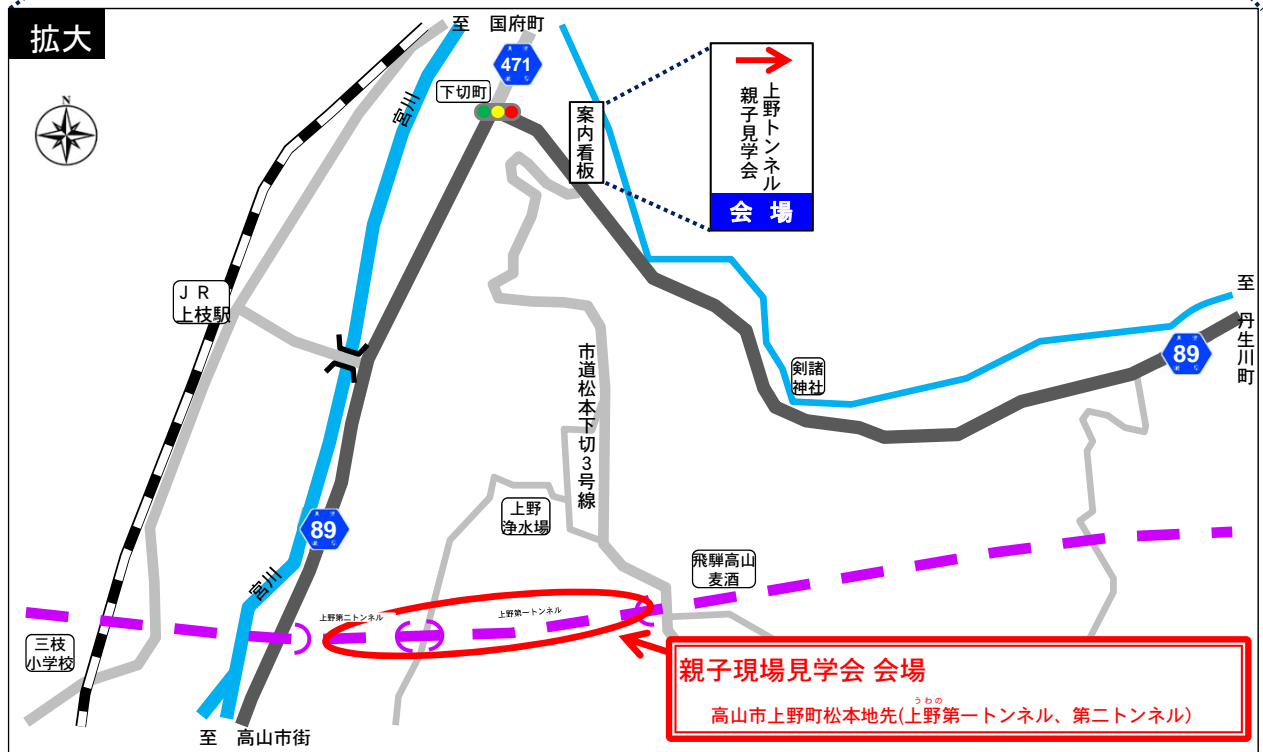 拡大
N
至 国府町
471
下切町
宮川
案内看板
上野トンネル
親子見学会
会 場
JR
上枝駅
市道松本下切3号線
剣諸
神社
至 丹生川町
89
89
上野
浄水場
飛騨高山
麦酒
宮川
上野第二トンネル
上野第一トンネル
三枝
小学校
親子現場見学会 会場
うわの
高山市上野町松本地先(上野第一トンネル、第二トンネル)
至 高山市街